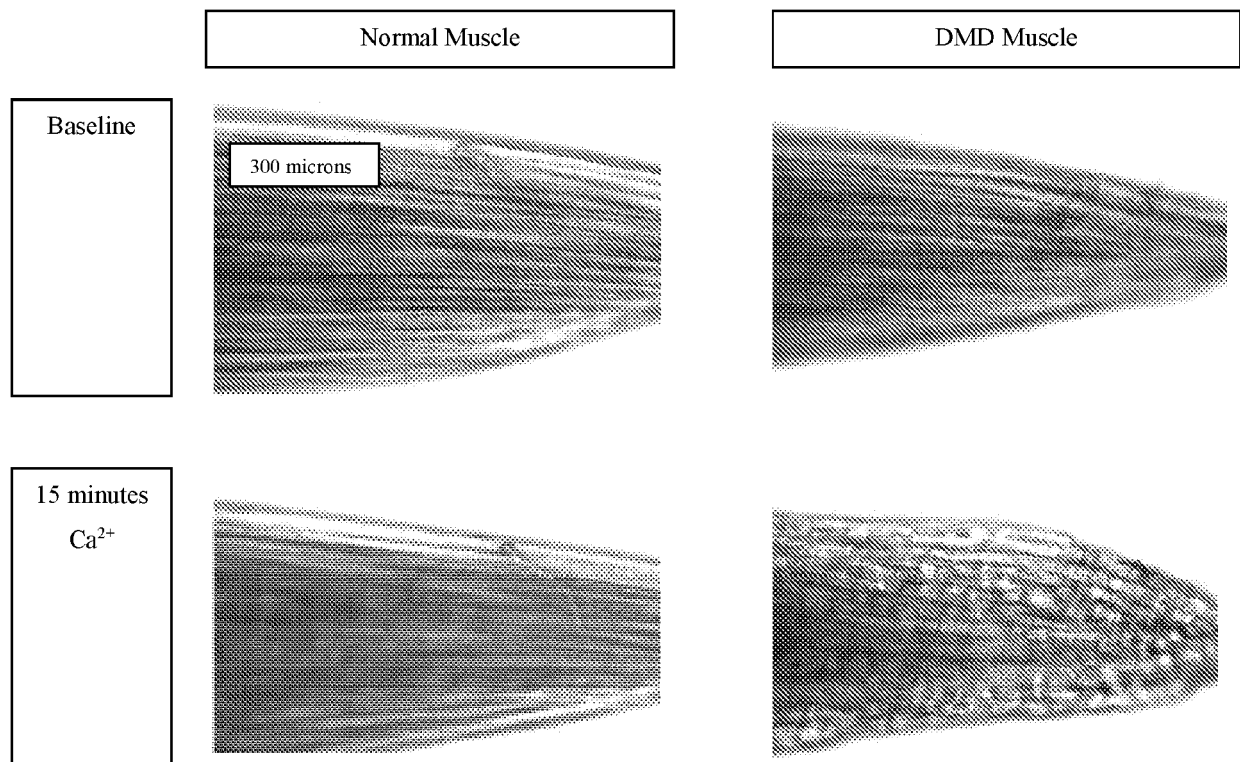 Normal Muscle
DMD Muscle
Baseline
300 microns
15 minutes
Ca²⁺